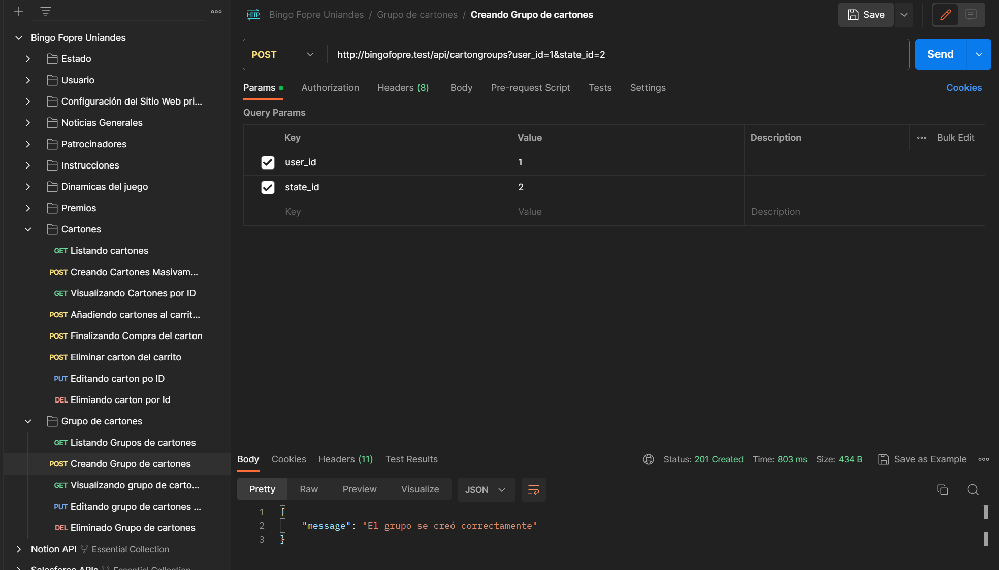 Bingo Fopre Uniandes
Estado
Usuario
Configuración del Sitio Web pri...
Noticias Generales
Patrocinadores
Instrucciones
Dinamicas del juego
Premios
Cartones
GET Listando cartones
POST Creando Cartones Masivam...
GET Visualizando Cartones por ID
POST Añadiendo cartones al carrit...
POST Finalizando Compra del carton
POST Eliminar carton del carrito
PUT Editando carton po ID
DEL Elimiando carton por Id
Grupo de cartones
GET Listando Grupos de cartones
POST Creando Grupo de cartones
GET Visualizando grupo de carto...
PUT Editando grupo de cartones ...
DEL Eliminado Grupo de cartones
Notion API Essential Collection
Salesforce APIs Essential Collection
HTTP Bingo Fopre Uniandes / Grupo de cartones / Creando Grupo de cartones
Save
POST http://bingofopre.test/api/cartongroups?user_id=1&state_id=2
Send
Params Authorization Headers (8) Body Pre-request Script Tests Settings Cookies
Query Params
Key Value Description Bulk Edit
user_id 1
state_id 2
Key Value Description
Body Cookies Headers (11) Test Results Status: 201 Created Time: 803 ms Size: 434 B Save as Example
Pretty Raw Preview Visualize JSON
1 {
2 "message": "El grupo se creó correctamente"
3 }